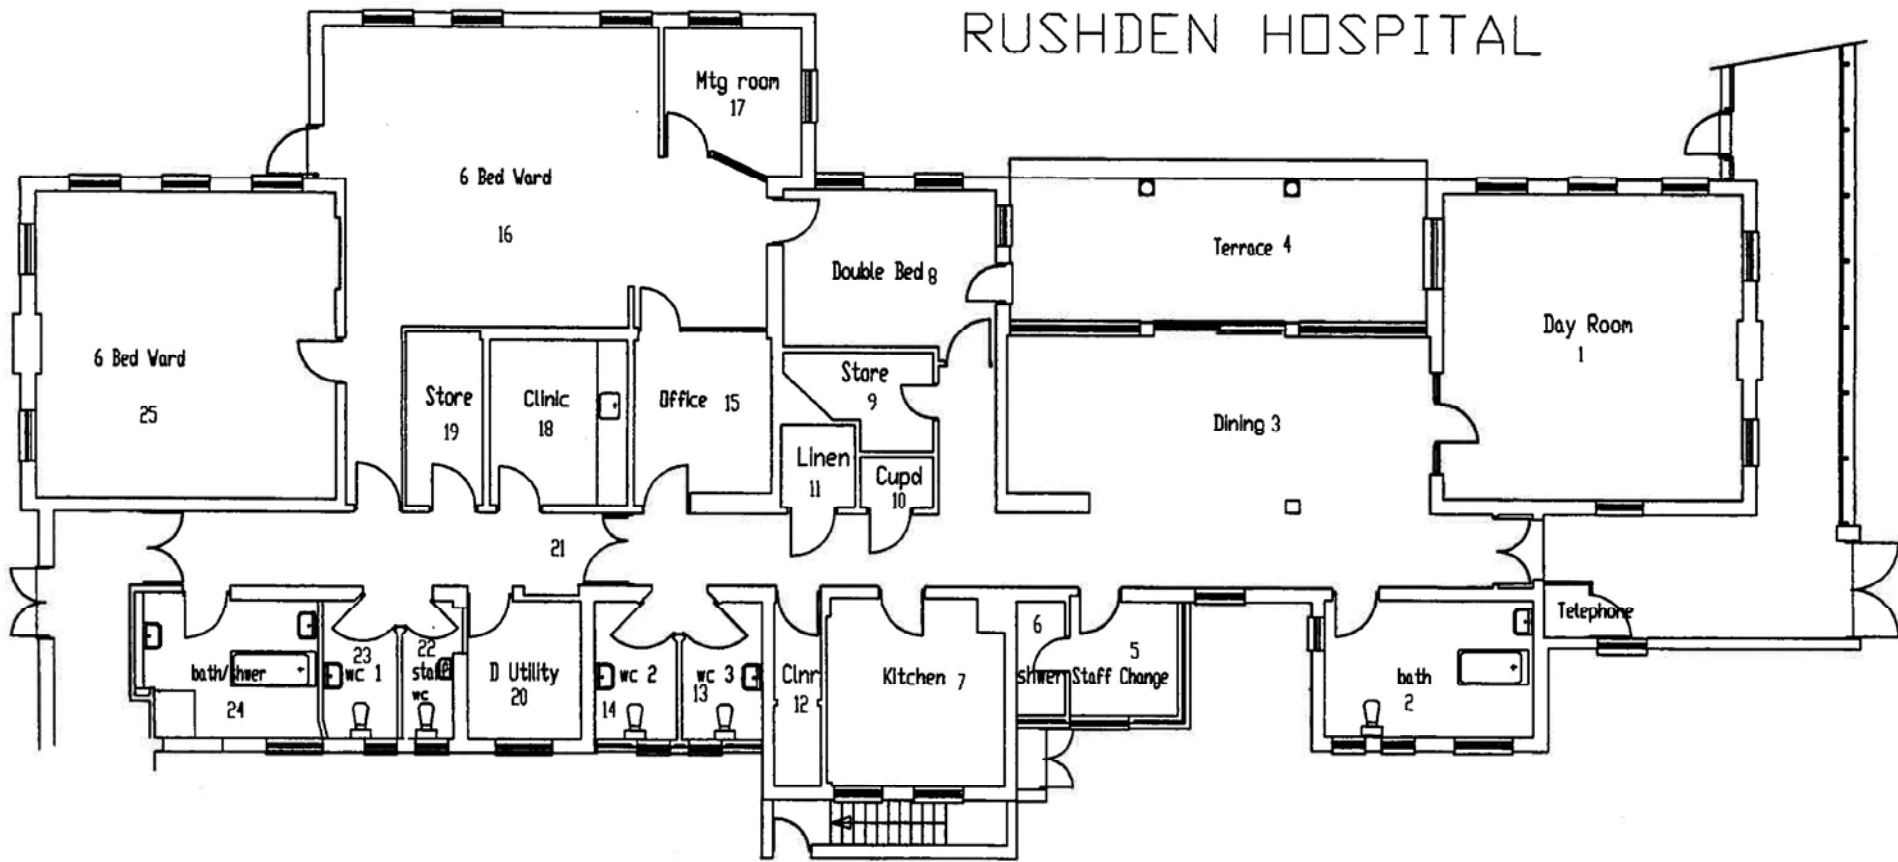 RUSHDEN HOSPITAL
Mtg room
17
6 Bed Ward
16
Terrace 4
Double Bed 8
Day Room
1
6 Bed Ward
25
Store
19
Clinic
18
Office 15
Store
9
Dining 3
Linen
11
Cupd
10
21
Telephone
23
wc 1
22
staff
wc
bath/shwer
24
D Utility
20
wc 2
14
wc 3
13
Clnr
12
Kitchen 7
6
shwer
5
Staff Change
bath
2